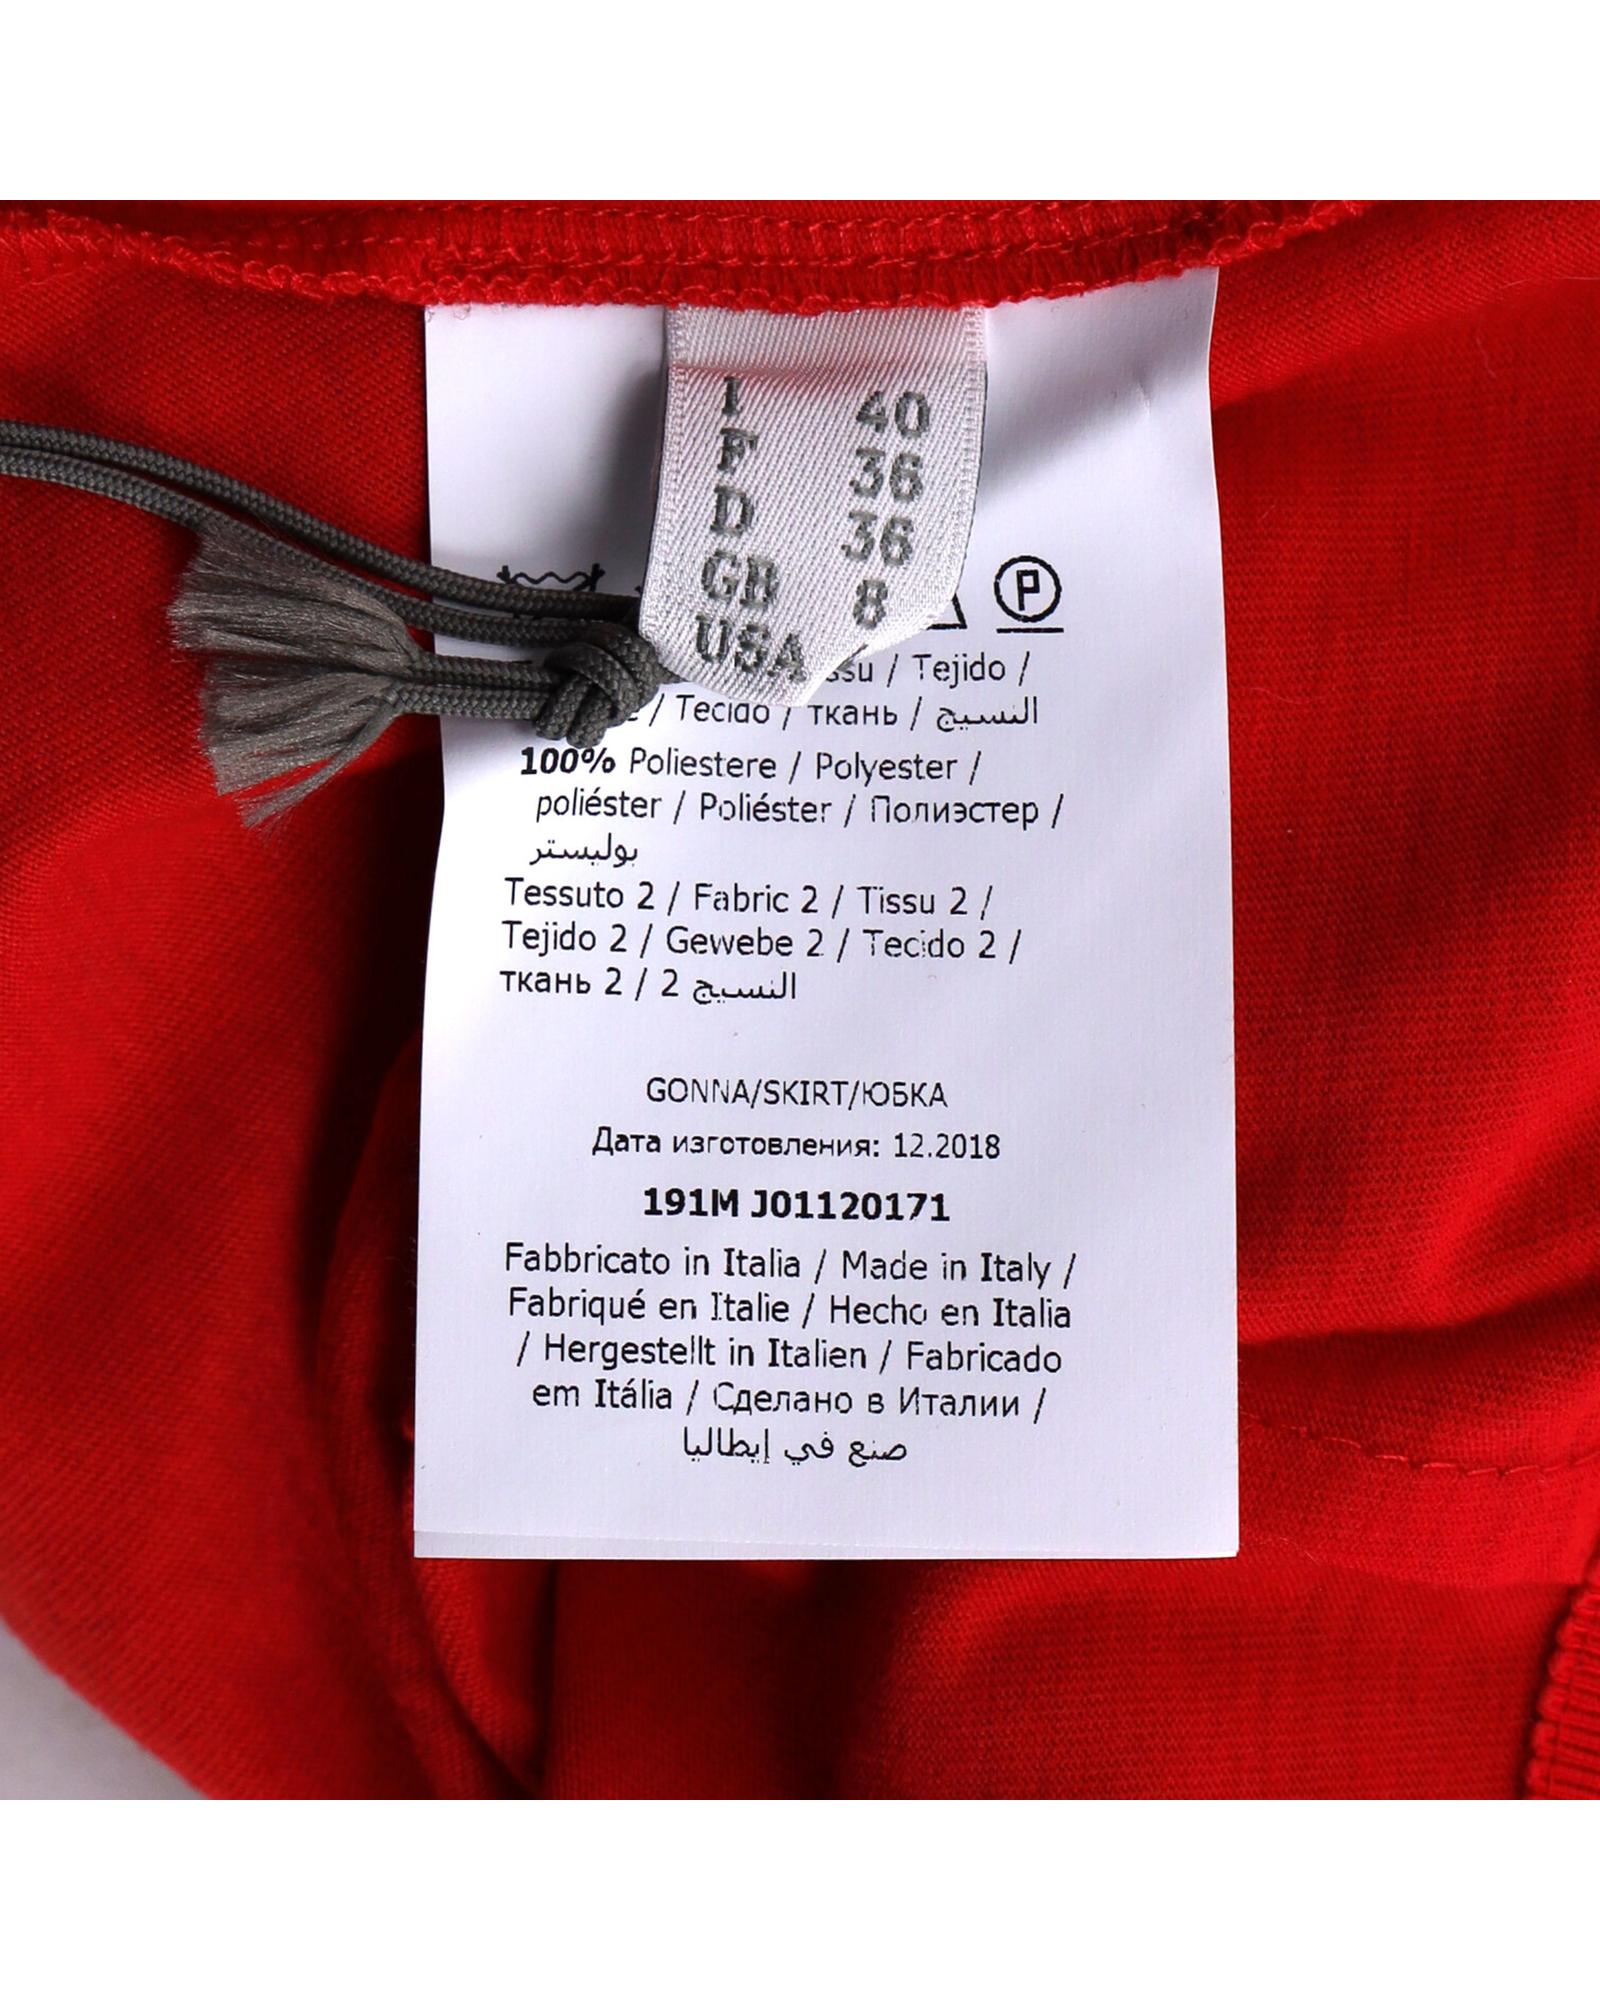 I 40
F 36
D 36
GB 8
USA
P
/ Tejido /
/ Tecido / ткань / النسيج
100% Poliestere / Polyester /
poliéster / Poliéster / Полиэстер /
بوليستر
Tessuto 2 / Fabric 2 / Tissu 2 /
Tejido 2 / Gewebe 2 / Tecido 2 /
ткань 2 / 2 النسيج
GONNA/SKIRT/ЮБКА
Дата изготовления: 12.2018
191M J01120171
Fabbricato in Italia / Made in Italy /
Fabriqué en Italie / Hecho en Italia
/ Hergestellt in Italien / Fabricado
em Itália / Сделано в Италии /
صنع في إيطاليا